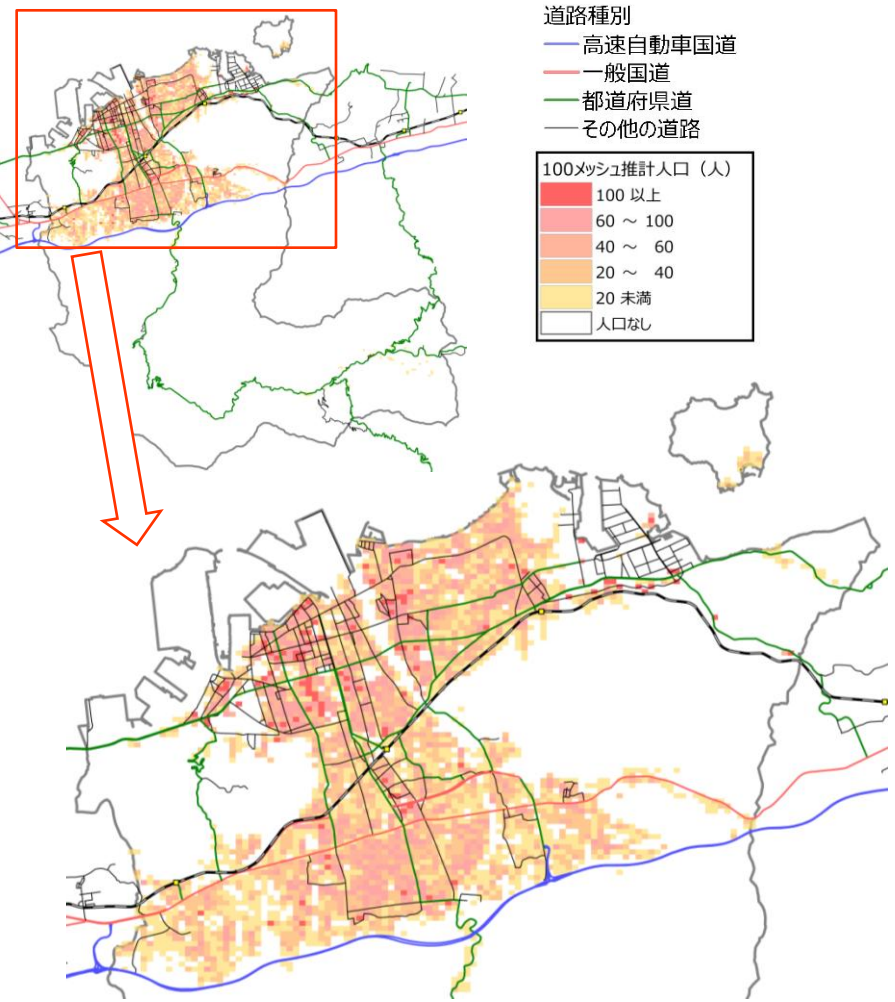 道路種別
高速自動車国道
一般国道
都道府県道
その他の道路
100メッシュ推計人口（人）
100 以上
60 ～ 100
40 ～ 60
20 ～ 40
20 未満
人口なし